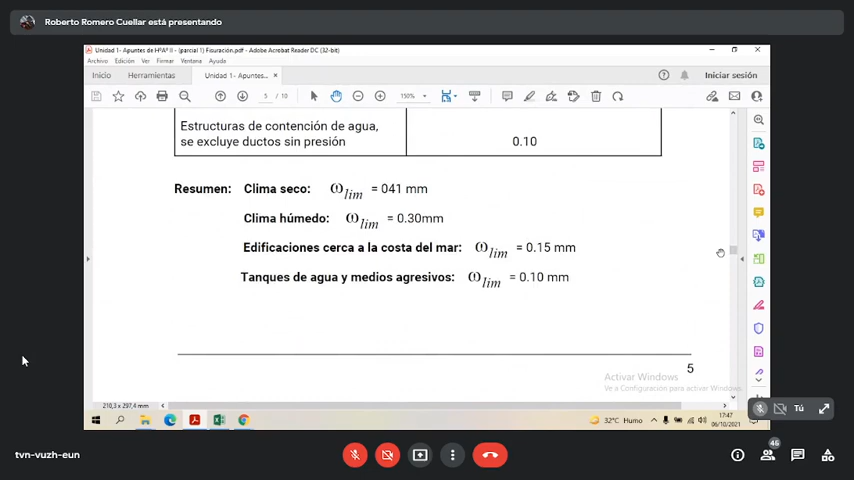 Roberto Romero Cuellar está presentando
Unidad 1- Apuntes de HºAº II - (parcial 1) Fisuración.pdf - Adobe Acrobat Reader DC (32-bit)
Archivo Edición Ver Firmar Ventana Ayuda
Inicio Herramientas Unidad 1- Apuntes... × Iniciar sesión
5 / 10 150%
Estructuras de contención de agua,
se excluye ductos sin presión 0.10
Resumen: Clima seco: ω lim = 041 mm
Clima húmedo: ω lim = 0.30mm
Edificaciones cerca a la costa del mar: ω lim = 0.15 mm
Tanques de agua y medios agresivos: ω lim = 0.10 mm
5
Activar Windows
Ve a Configuración para activar Windows.
210,3 x 297,4 mm
Tú
32°C Humo 17:47
06/10/2021
tvn-vuzh-eun
46